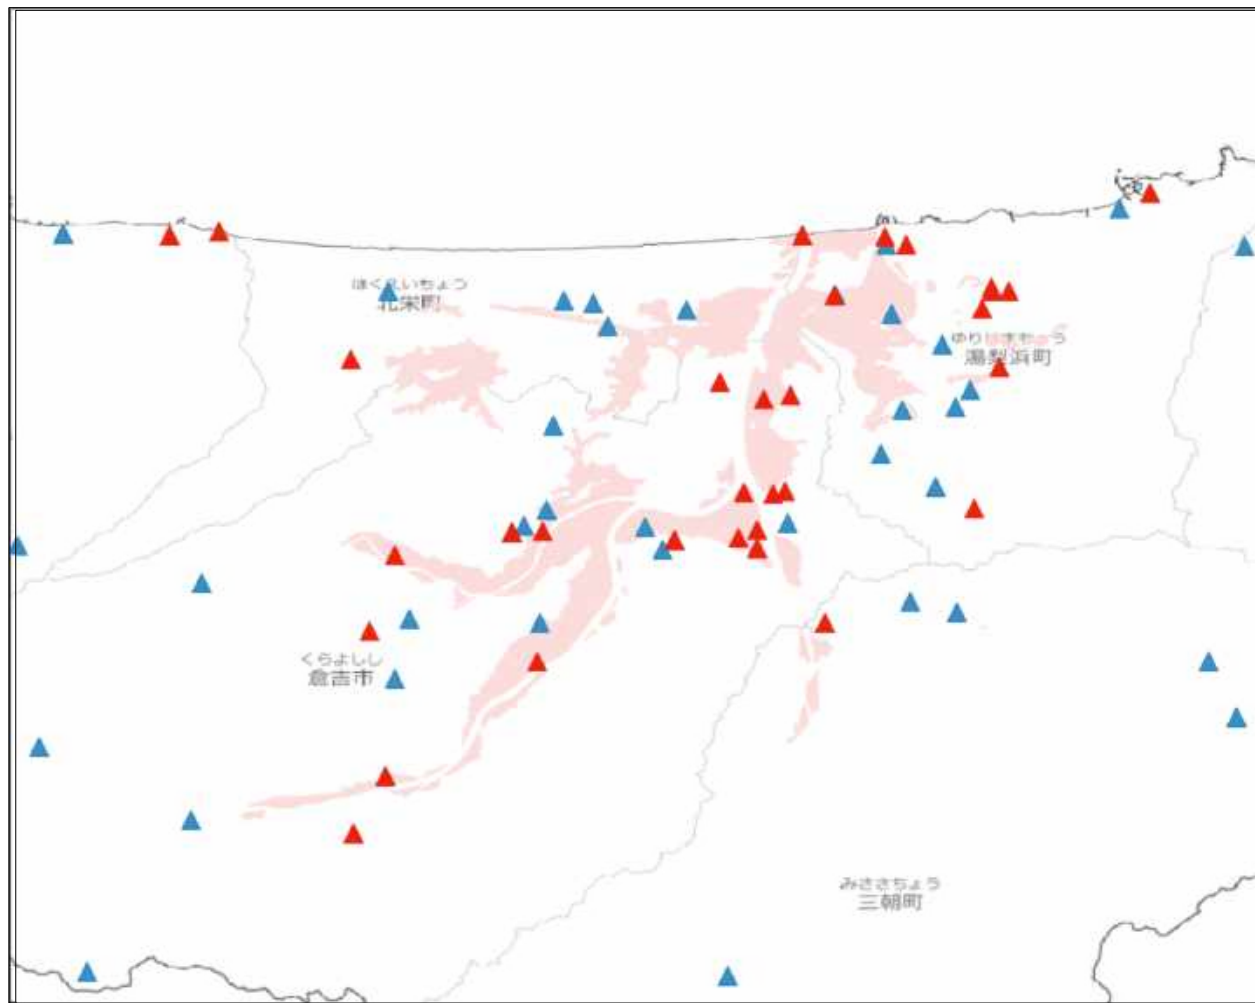 ほくえいちょう
北栄町
ゆりはまちょう
湯梨浜町
くらよしし
倉吉市
みささちょう
三朝町